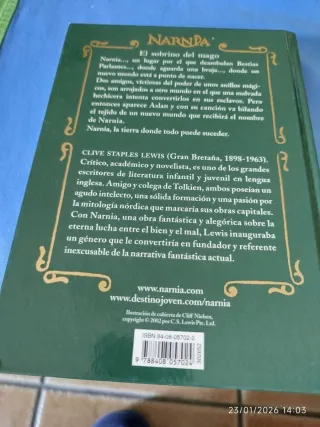 NARNIA
El sobrino del mago
Narnia..., un lugar por el que deambulan Bestias
Parlantes..., donde aguarda una bruja..., donde un
nuevo mundo está a punto de nacer.
Dos amigos, víctimas del poder de unos anillos mági-
cos, son arrojados a otro mundo en el que una malvada
hechicera intenta convertirlos en sus esclavos. Pero
entonces aparece Aslan y con su canción va hilando
el tejido de un nuevo mundo que recibirá el nombre
de Narnia.
Narnia, la tierra donde todo puede suceder.
CLIVE STAPLES LEWIS (Gran Bretaña, 1898-1963).
Crítico, académico y novelista, es uno de los grandes
escritores de literatura infantil y juvenil en lengua
inglesa. Amigo y colega de Tolkien, ambos poseían un
agudo intelecto, una sólida formación y una pasión por
la mitología nórdica que marcaría sus obras capitales.
Con Narnia, una obra fantástica y alegórica sobre la
eterna lucha entre el bien y el mal, Lewis inauguraba
un género que le convertiría en fundador y referente
inexcusable de la narrativa fantástica actual.
www.narnia.com
www.destinojoven.com/narnia
Ilustración de cubierta de Cliff Nielsen,
copyright © 2002 por C.S. Lewis Pte. Ltd.
ISBN 84-08-05702-0
9 788408 057024
23/01/2026 14:03